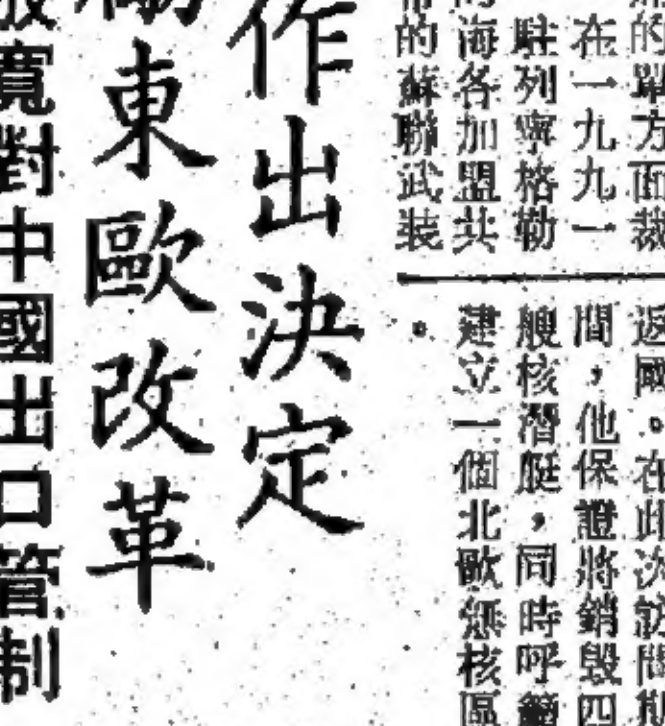 的單方面裁
在一九九一
駐列寧格勒
海各加盟共
的蘇聯武裝
返國。在此次訪問期
間，他保證將銷毀四
艘核潛艇，同時呼籲
建立一個北歐無核區
。
作出決定
東歐改革
放寬對中國出口管制